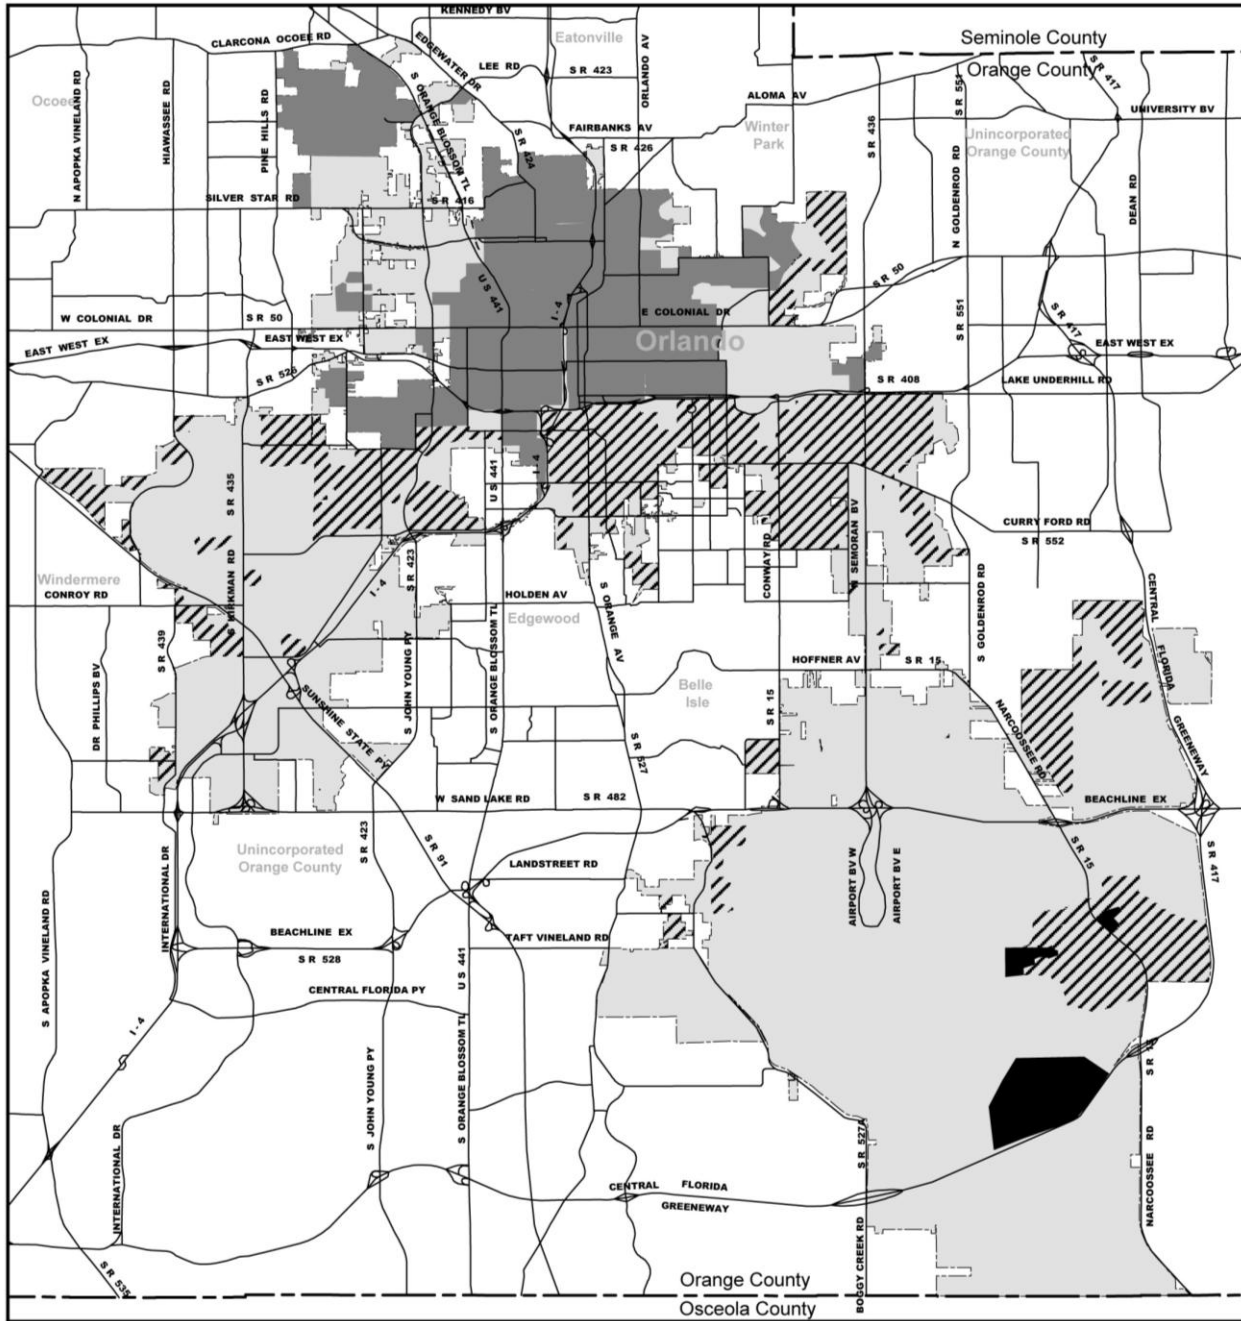 KENNEDY BV
CLARCONA OCOEE RD
EDGEWATER DR
Eatonville
Seminole County
Orange County
LEE RD
S R 423
ORLANDO AV
S R 417
Ocoee
N APOPKA VINELAND RD
HIAWASSEE RD
PINE HILLS RD
S ORANGE BLOSSOM TL
S R 424
ALOMA AV
S R 551
UNIVERSITY BV
FAIRBANKS AV
S R 426
Winter
Park
S R 436
Unincorporated
Orange County
N GOLDENROD RD
DEAN RD
SILVER STAR RD
S R 416
U S 441
I - 4
S R 50
W COLONIAL DR
S R 50
E COLONIAL DR
S R 551
S R 417
EAST WEST EX
EAST WEST EX
Orlando
EAST WEST EX
S R 526
S R 408
LAKE UNDERHILL RD
S R 435
U S 441
I - 4
CURRY FORD RD
S R 552
Windermere
CONROY RD
S KIRKMAN RD
I - 4
S R 423
HOLDEN AV
Edgewood
CONWAY RD
S SEMORAN BV
S GOLDENROD RD
CENTRAL
FLORIDA
GREENEWAY
S R 439
DR PHILLIPS BV
SUNSHINE STATE PY
S JOHN YOUNG PY
S ORANGE BLOSSOM TL
S ORANGE AV
HOFFNER AV
S R 15
Belle
Isle
S R 15
NARCOOSSEE RD
S R 527
W SAND LAKE RD
S R 482
BEACHLINE EX
Unincorporated
Orange County
S R 423
S R 91
LANDSTREET RD
AIRPORT BV W
AIRPORT BV E
S R 15
S R 417
S APOPKA VINELAND RD
INTERNATIONAL DR
BEACHLINE EX
S R 528
TAFT VINELAND RD
U S 441
CENTRAL FLORIDA PY
I - 4
S JOHN YOUNG PY
S ORANGE BLOSSOM TL
S R 15
INTERNATIONAL DR
S R 527A
NARCOOSSEE RD
CENTRAL FLORIDA
GREENEWAY
S R 535
BOGGY CREEK RD
Orange County
Osceola County